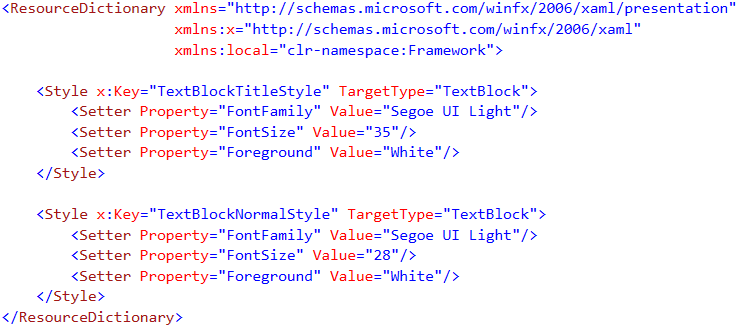 <ResourceDictionary xmlns="http://schemas.microsoft.com/winfx/2006/xaml/presentation"
                    xmlns:x="http://schemas.microsoft.com/winfx/2006/xaml"
                    xmlns:local="clr-namespace:Framework">
    <Style x:Key="TextBlockTitleStyle" TargetType="TextBlock">
        <Setter Property="FontFamily" Value="Segoe UI Light"/>
        <Setter Property="FontSize" Value="35"/>
        <Setter Property="Foreground" Value="White"/>
    </Style>
    <Style x:Key="TextBlockNormalStyle" TargetType="TextBlock">
        <Setter Property="FontFamily" Value="Segoe UI Light"/>
        <Setter Property="FontSize" Value="28"/>
        <Setter Property="Foreground" Value="White"/>
    </Style>
</ResourceDictionary>